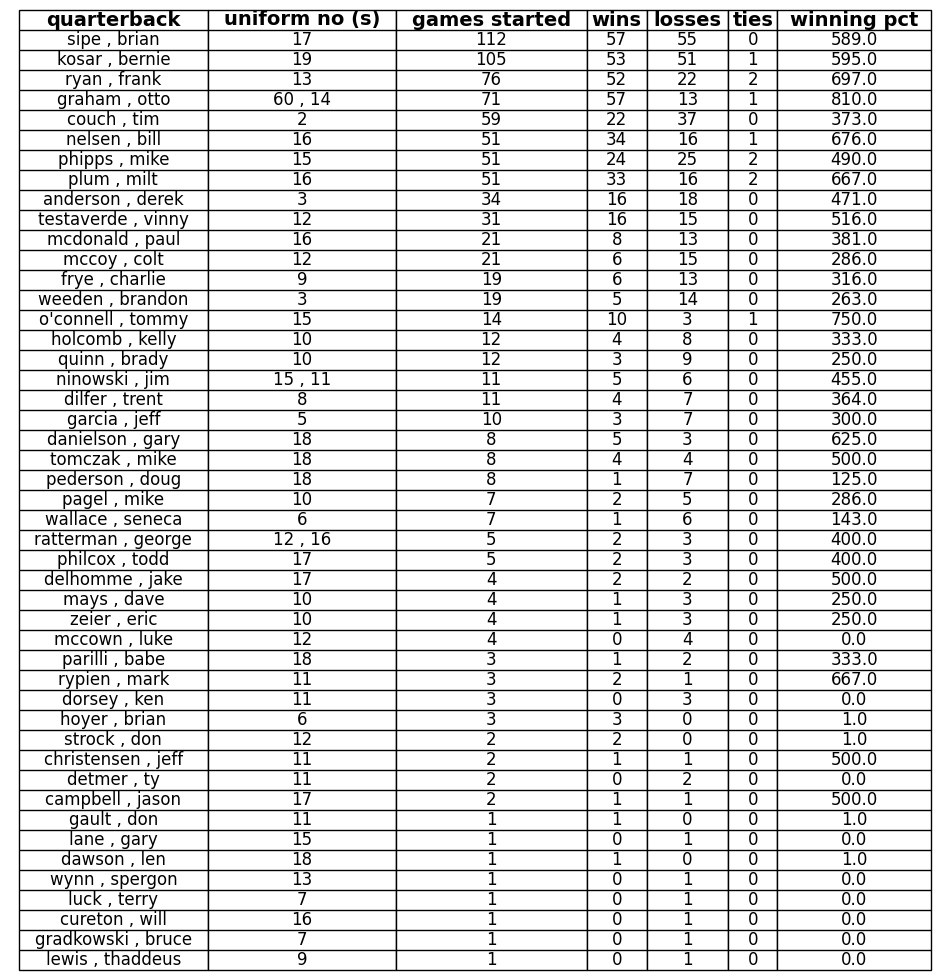 quarterback uniform no (s) games started wins losses ties winning pct
sipe , brian 17 112 57 55 0 589.0
kosar , bernie 19 105 53 51 1 595.0
ryan , frank 13 76 52 22 2 697.0
graham , otto 60 , 14 71 57 13 1 810.0
couch , tim 2 59 22 37 0 373.0
nelsen , bill 16 51 34 16 1 676.0
phipps , mike 15 51 24 25 2 490.0
plum , milt 16 51 33 16 2 667.0
anderson , derek 3 34 16 18 0 471.0
testaverde , vinny 12 31 16 15 0 516.0
mcdonald , paul 16 21 8 13 0 381.0
mccoy , colt 12 21 6 15 0 286.0
frye , charlie 9 19 6 13 0 316.0
weeden , brandon 3 19 5 14 0 263.0
o'connell , tommy 15 14 10 3 1 750.0
holcomb , kelly 10 12 4 8 0 333.0
quinn , brady 10 12 3 9 0 250.0
ninowski , jim 15 , 11 11 5 6 0 455.0
dilfer , trent 8 11 4 7 0 364.0
garcia , jeff 5 10 3 7 0 300.0
danielson , gary 18 8 5 3 0 625.0
tomczak , mike 18 8 4 4 0 500.0
pederson , doug 18 8 1 7 0 125.0
pagel , mike 10 7 2 5 0 286.0
wallace , seneca 6 7 1 6 0 143.0
ratterman , george 12 , 16 5 2 3 0 400.0
philcox , todd 17 5 2 3 0 400.0
delhomme , jake 17 4 2 2 0 500.0
mays , dave 10 4 1 3 0 250.0
zeier , eric 10 4 1 3 0 250.0
mccown , luke 12 4 0 4 0 0.0
parilli , babe 18 3 1 2 0 333.0
rypien , mark 11 3 2 1 0 667.0
dorsey , ken 11 3 0 3 0 0.0
hoyer , brian 6 3 3 0 0 1.0
strock , don 12 2 2 0 0 1.0
christensen , jeff 11 2 1 1 0 500.0
detmer , ty 11 2 0 2 0 0.0
campbell , jason 17 2 1 1 0 500.0
gault , don 11 1 1 0 0 1.0
lane , gary 15 1 0 1 0 0.0
dawson , len 18 1 1 0 0 1.0
wynn , spergon 13 1 0 1 0 0.0
luck , terry 7 1 0 1 0 0.0
cureton , will 16 1 0 1 0 0.0
gradkowski , bruce 7 1 0 1 0 0.0
lewis , thaddeus 9 1 0 1 0 0.0